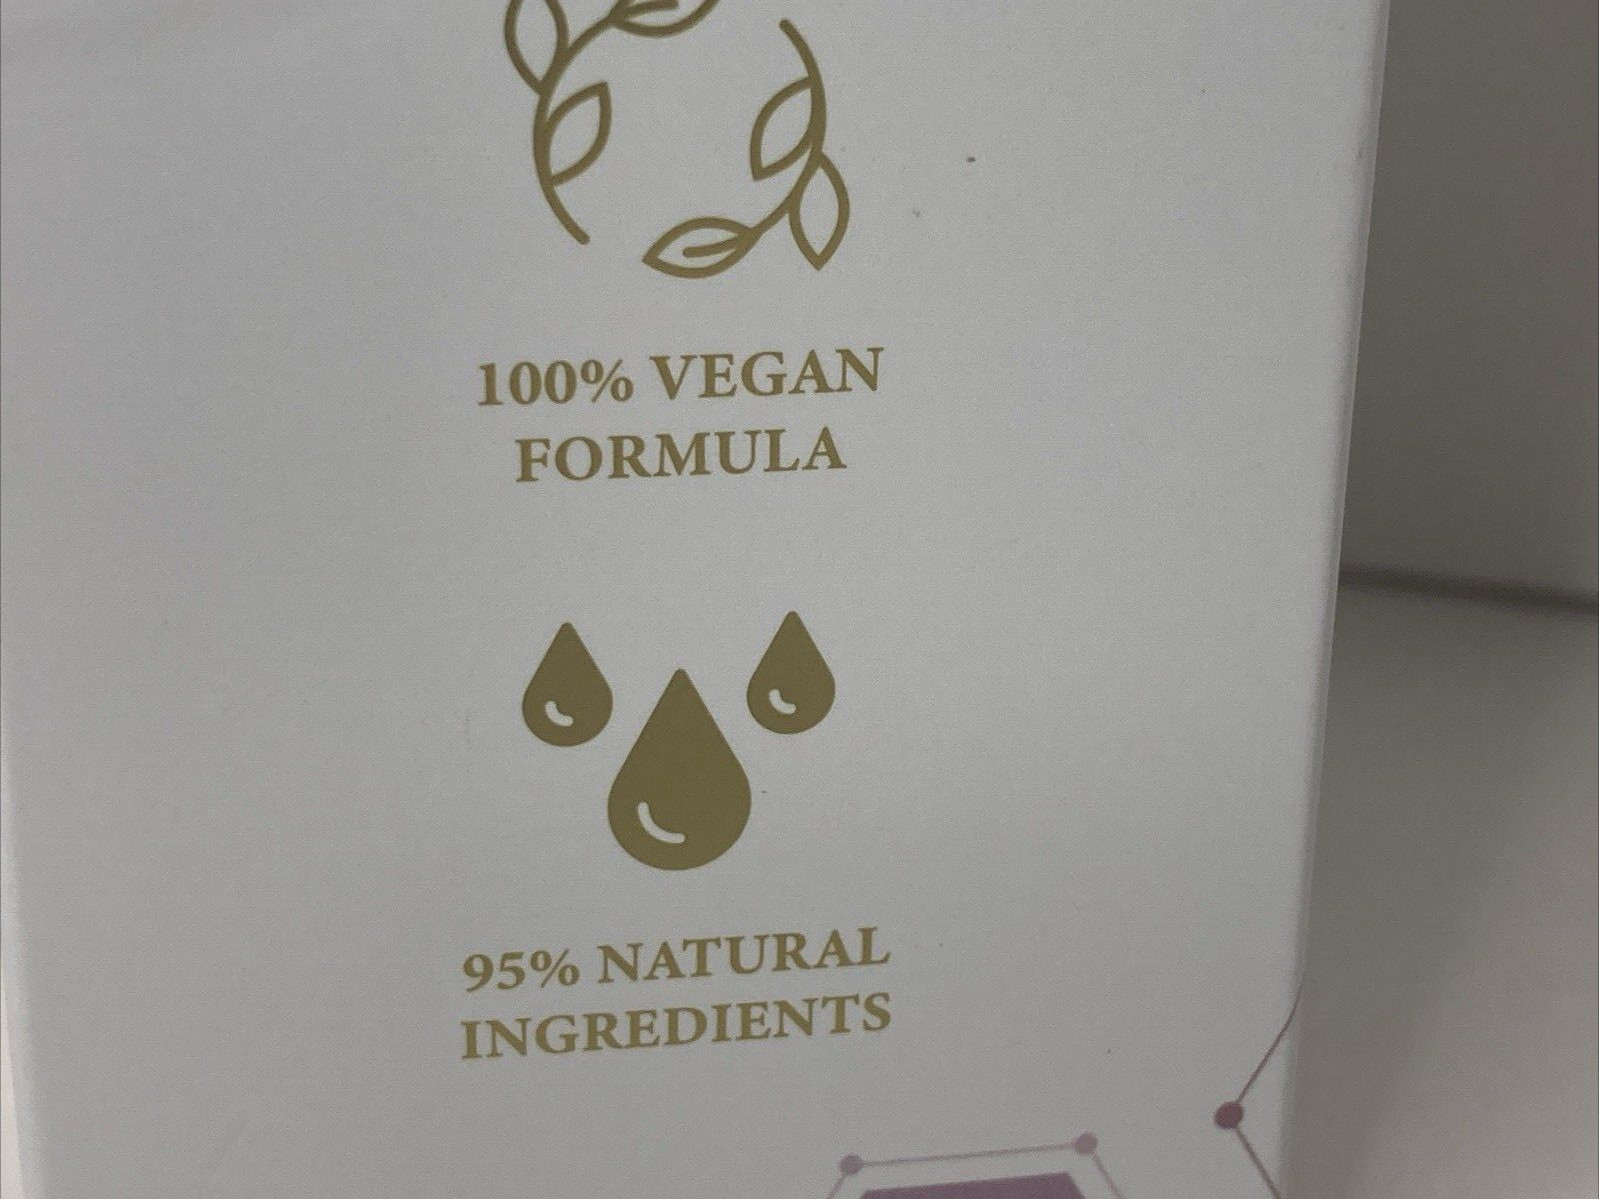 100% VEGAN
FORMULA
95% NATURAL
INGREDIENTS